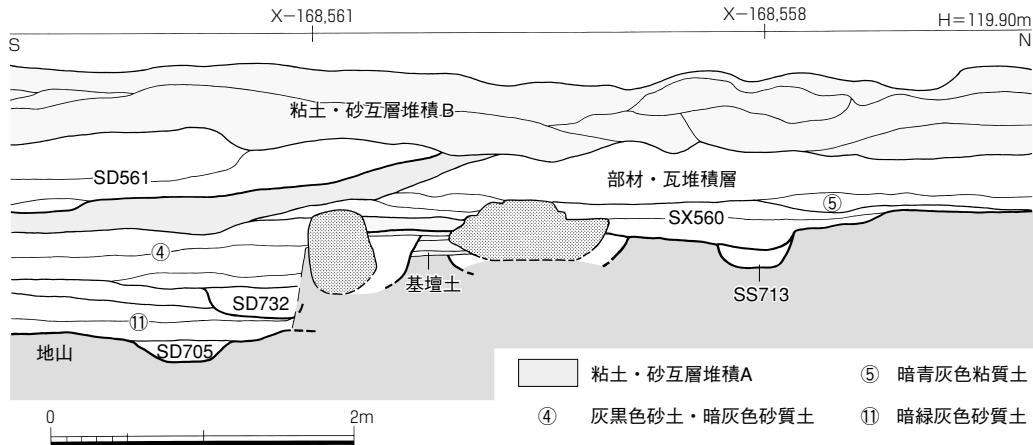 X−168,561 X−168,558 H=119.90m
S N
粘土・砂互層堆積B
SD561 部材・瓦堆積層
⑤
SX560
④
基壇土
SD732 SS713
⑪
地山 SD705
粘土・砂互層堆積A ⑤ 暗青灰色粘質土
④ 灰黒色砂土・暗灰色砂質土 ⑪ 暗緑灰色砂質土
0 2m